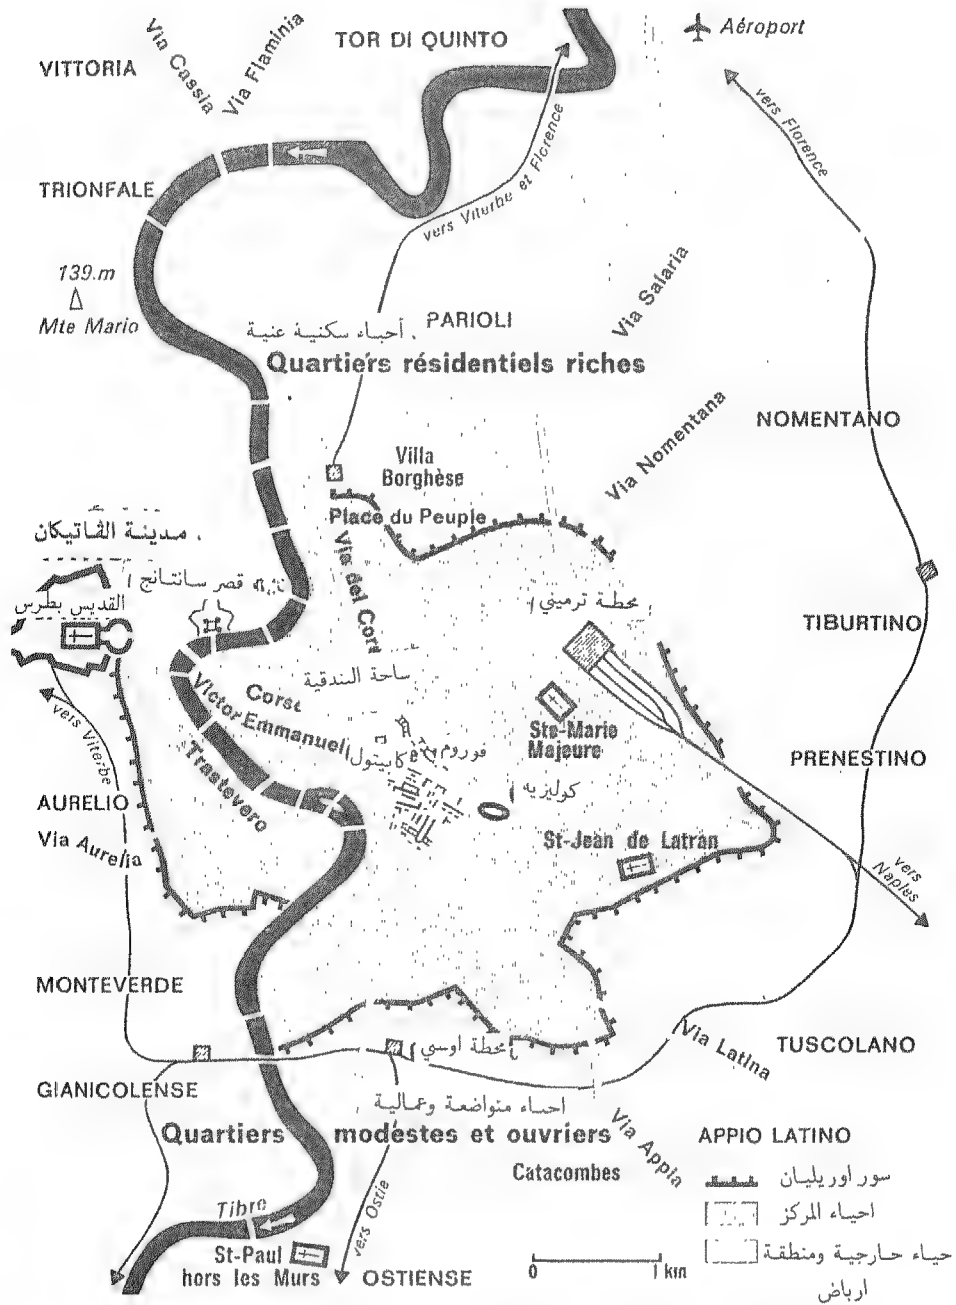 Aéroport
TOR DI QUINTO
Via Cassia
Via Flaminia
VITTORIA
vers Florence
vers Viterbe et Florence
TRIONFALE
139.m
Mte Mario
Via Salaria
PARIOLI
أحياء سكنية عنية
Quartiers résidentiels riches
NOMENTANO
Via Nomentana
Villa
Borghèse
Place du Peuple
Via del Cors
مدينة الڤاتيكان
قصر سانتانج
القديس بطرس
محطة ترميني
TIBURTINO
ساحة البندقية
Corso
Victor Emmanuel
Ste-Marie
Majeure
vers Viterbe
Trastevere
فوروم
كابيتول
كوليزيه
PRENESTINO
AURELIO
Via Aurelia
St-Jean de Latran
vers
Naples
MONTEVERDE
محطة اوسي
Via Latina
TUSCOLANO
GIANICOLENSE
احياء متواضعة وعمالية
Quartiers modestes et ouvriers
Via Appia
APPIO LATINO
Catacombes
سور اوريليان
احياء المركز
حياء خارجية ومنطقة
ارباض
Tibre
vers Ostie
St-Paul
hors les Murs
OSTIENSE
0 1 km